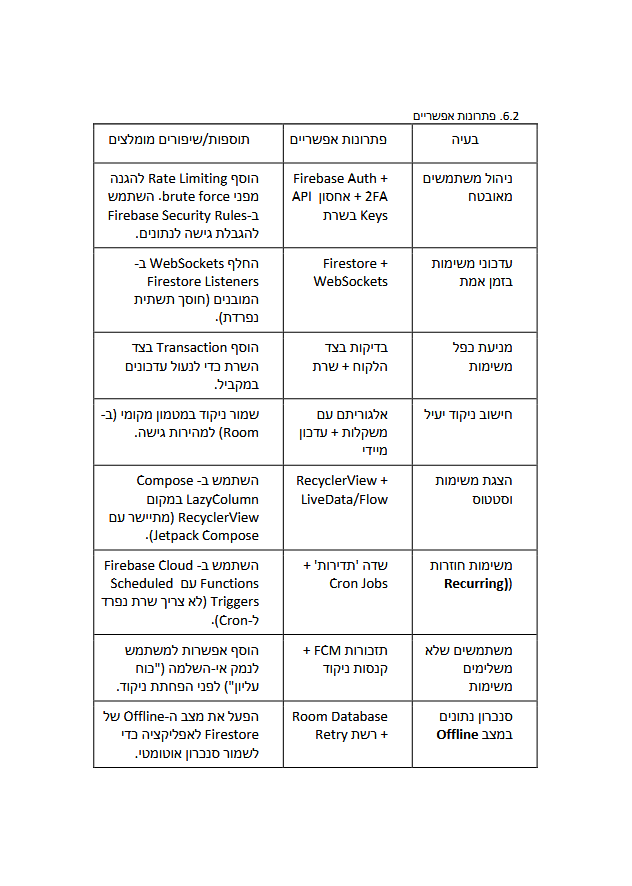 6.2. פתרונות אפשריים
בעיה
פתרונות אפשריים
תוספות/שיפורים מומלצים
ניהול משתמשים
מאובטח
Firebase Auth +
2FA + אחסון API
Keys בשרת
הוסף Rate Limiting להגנה
מפני brute force. השתמש
ב-Firebase Security Rules
להגבלת גישה לנתונים.
עדכוני משימות
בזמן אמת
Firestore +
WebSockets
החלף WebSockets ב-
Firestore Listeners
המובנים (חוסך תשתית
נפרדת).
מניעת כפל
משימות
בדיקות בצד
הלקוח + שרת
הוסף Transaction בצד
השרת כדי לנעול עדכונים
במקביל.
חישוב ניקוד יעיל
אלגוריתם עם
משקלות + עדכון
מיידי
שמור ניקוד במטמון מקומי (ב-
Room) למהירות גישה.
הצגת משימות
וסטטוס
RecyclerView +
LiveData/Flow
השתמש ב- Compose
LazyColumn במקום
RecyclerView (מתיישר עם
Jetpack Compose).
משימות חוזרות
Recurring))
שדה 'תדירות' +
Cron Jobs
השתמש ב- Firebase Cloud
Functions עם Scheduled
Triggers (לא צריך שרת נפרד
ל-Cron).
משתמשים שלא
משלימים
משימות
תזכורות FCM +
קנסות ניקוד
הוסף אפשרות למשתמש
לנמק אי-השלמה ("כוח
עליון") לפני הפחתת ניקוד.
סנכרון נתונים
במצב Offline
Room Database
+ רשת Retry
הפעל את מצב ה-Offline של
Firestore לאפליקציה כדי
לשמור סנכרון אוטומטי.